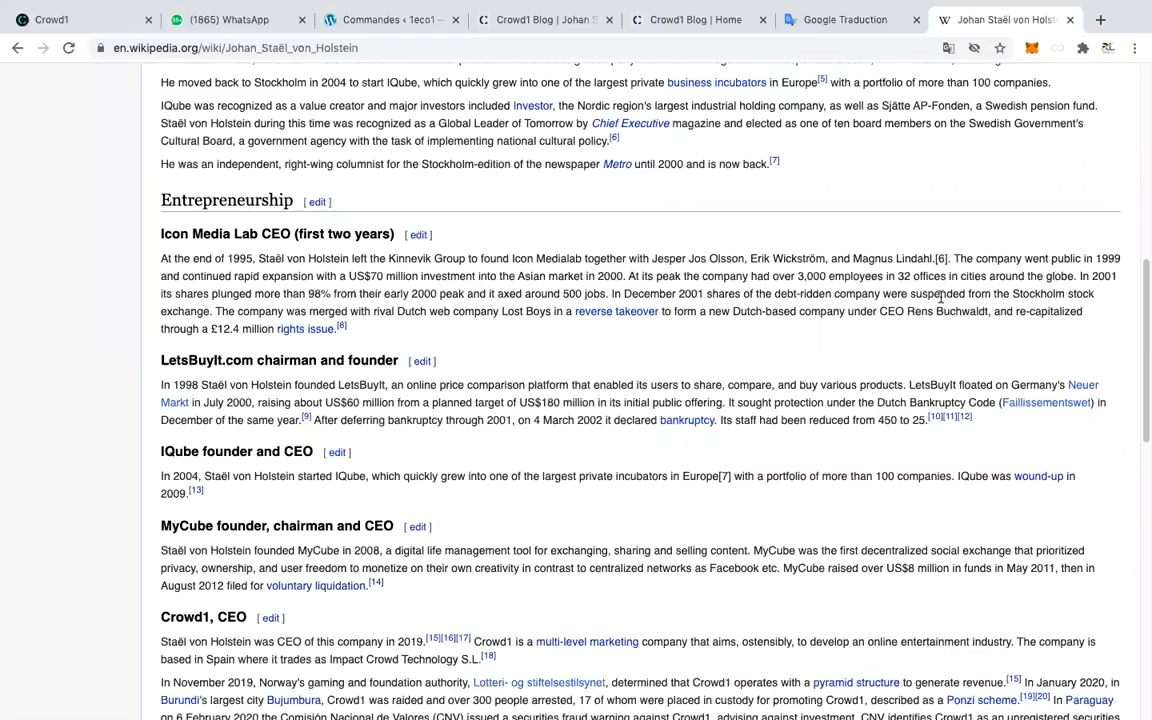 Crowd1
(1865) WhatsApp
Commandes ‹ 1eco1 –
Crowd1 Blog | Johan S
Crowd1 Blog | Home
Google Traduction
Johan Staël von Holst
en.wikipedia.org/wiki/Johan_Staël_von_Holstein
He moved back to Stockholm in 2004 to start IQube, which quickly grew into one of the largest private business incubators in Europe[5] with a portfolio of more than 100 companies.
IQube was recognized as a value creator and major investors included Investor, the Nordic region's largest industrial holding company, as well as Sjätte AP-Fonden, a Swedish pension fund.
Staël von Holstein during this time was recognized as a Global Leader of Tomorrow by Chief Executive magazine and elected as one of ten board members on the Swedish Government's
Cultural Board, a government agency with the task of implementing national cultural policy.[6]
He was an independent, right-wing columnist for the Stockholm-edition of the newspaper Metro until 2000 and is now back.[7]
Entrepreneurship [ edit ]
Icon Media Lab CEO (first two years) [ edit ]
At the end of 1995, Staël von Holstein left the Kinnevik Group to found Icon Medialab together with Jesper Jos Olsson, Erik Wickström, and Magnus Lindahl.[6]. The company went public in 1999
and continued rapid expansion with a US$70 million investment into the Asian market in 2000. At its peak the company had over 3,000 employees in 32 offices in cities around the globe. In 2001
its shares plunged more than 98% from their early 2000 peak and it axed around 500 jobs. In December 2001 shares of the debt-ridden company were suspended from the Stockholm stock
exchange. The company was merged with rival Dutch web company Lost Boys in a reverse takeover to form a new Dutch-based company under CEO Rens Buchwaldt, and re-capitalized
through a £12.4 million rights issue.[8]
LetsBuyIt.com chairman and founder [ edit ]
In 1998 Staël von Holstein founded LetsBuyIt, an online price comparison platform that enabled its users to share, compare, and buy various products. LetsBuyIt floated on Germany's Neuer
Markt in July 2000, raising about US$60 million from a planned target of US$180 million in its initial public offering. It sought protection under the Dutch Bankruptcy Code (Faillissementswet) in
December of the same year.[9] After deferring bankruptcy through 2001, on 4 March 2002 it declared bankruptcy. Its staff had been reduced from 450 to 25.[10][11][12]
IQube founder and CEO [ edit ]
In 2004, Staël von Holstein started IQube, which quickly grew into one of the largest private incubators in Europe[7] with a portfolio of more than 100 companies. IQube was wound-up in
2009.[13]
MyCube founder, chairman and CEO [ edit ]
Staël von Holstein founded MyCube in 2008, a digital life management tool for exchanging, sharing and selling content. MyCube was the first decentralized social exchange that prioritized
privacy, ownership, and user freedom to monetize on their own creativity in contrast to centralized networks as Facebook etc. MyCube raised over US$8 million in funds in May 2011, then in
August 2012 filed for voluntary liquidation.[14]
Crowd1, CEO [ edit ]
Staël von Holstein was CEO of this company in 2019.[15][16][17] Crowd1 is a multi-level marketing company that aims, ostensibly, to develop an online entertainment industry. The company is
based in Spain where it trades as Impact Crowd Technology S.L.[18]
In November 2019, Norway's gaming and foundation authority, Lotteri- og stiftelsestilsynet, determined that Crowd1 operates with a pyramid structure to generate revenue.[15] In January 2020, in
Burundi's largest city Bujumbura, Crowd1 was raided and over 300 people arrested, 17 of whom were placed in custody for promoting Crowd1, described as a Ponzi scheme.[19][20] In Paraguay
on 6 February 2020 the Comisión Nacional de Valores (CNV) issued a securities fraud warning against Crowd1, advising against investment. CNV identifies Crowd1 as an unregistered securities